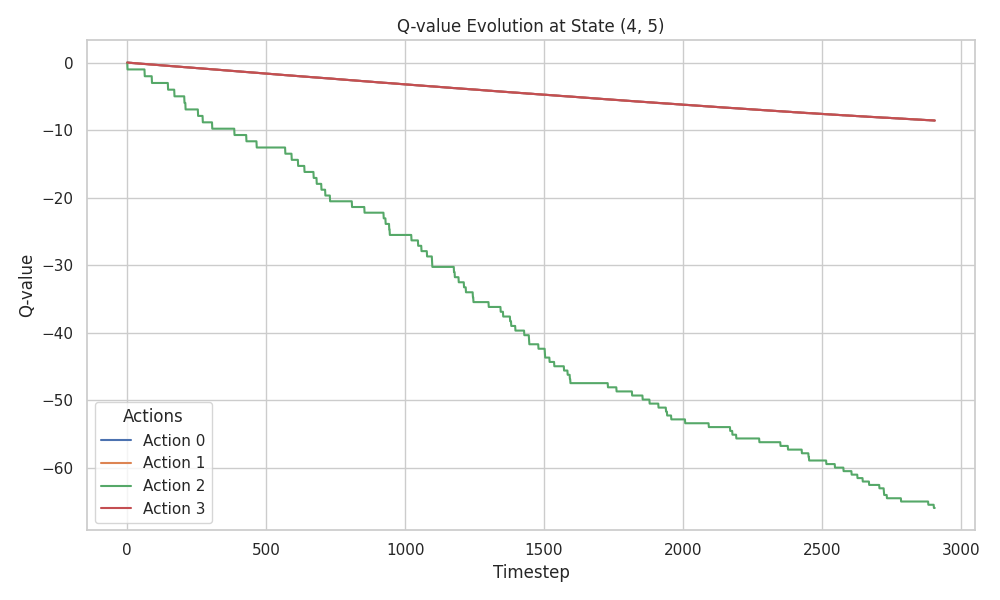 Q-value Evolution at State (4, 5)
Q-value
0
−10
−20
−30
−40
−50
−60
Actions
Action 0
Action 1
Action 2
Action 3
0 500 1000 1500 2000 2500 3000
Timestep